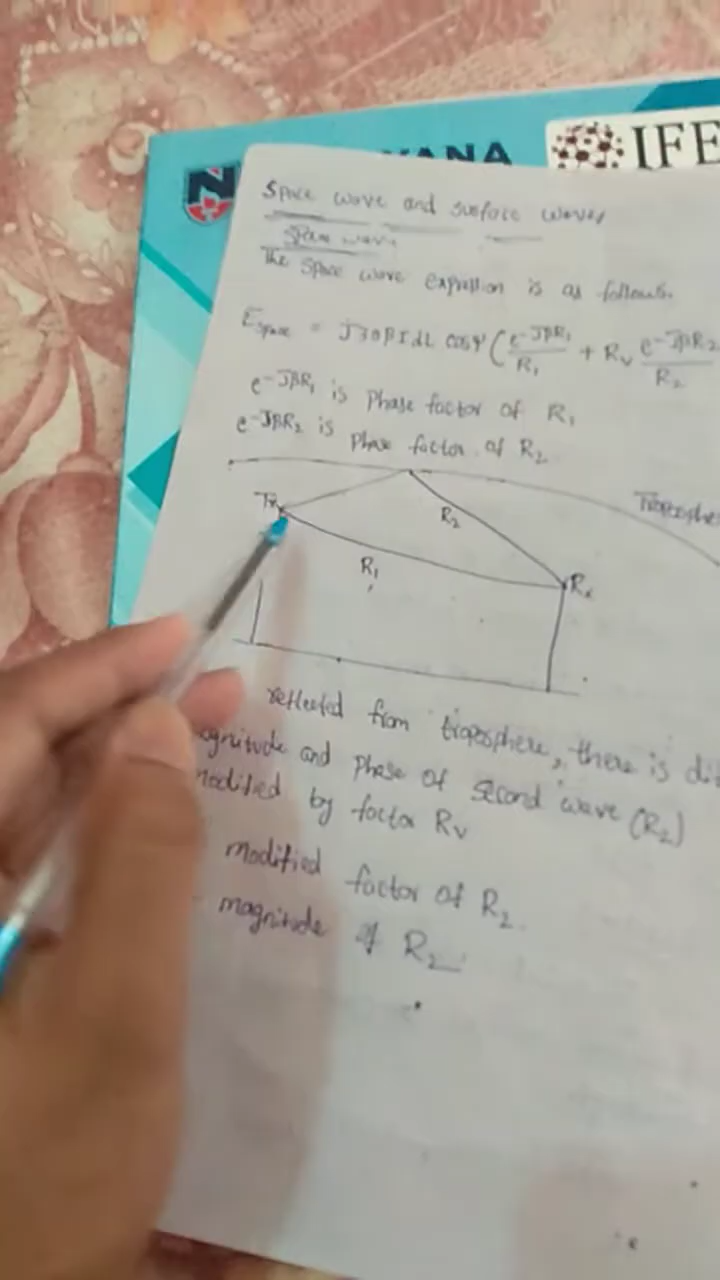 VANA
IFE
Space wave and surface waves
Space wave
The space wave expression is as follows.
E_space = J30βIdL cosψ (e^-JβR₁/R₁ + Rᵥ e^-JβR₂/R₂
e^-JβR₁ is Phase factor of R₁
e^-JβR₂ is Phase factor of R₂
Troposphe
Tx
R₂
R₁
Rx
reflected from troposphere, there is di
agnitude and Phase of second wave (R₂)
modified by factor Rᵥ
modified factor of R₂.
magnitude of R₂